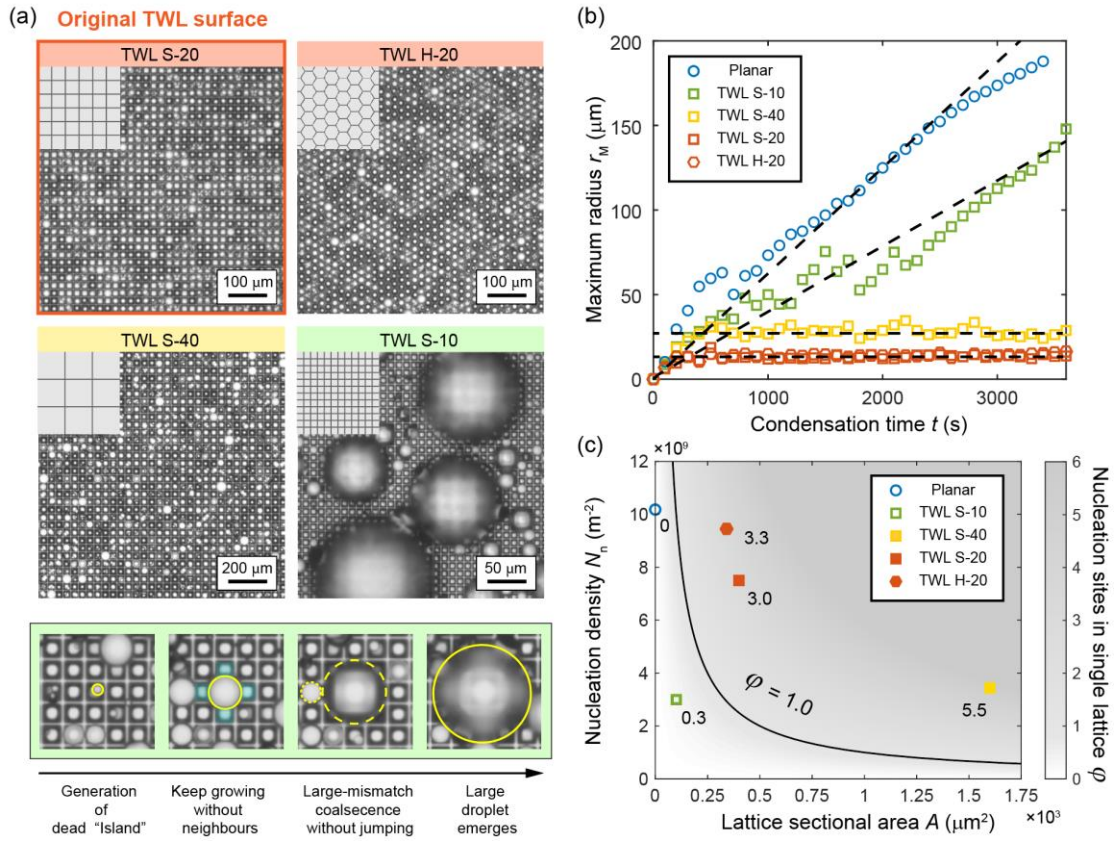 (a)
Original TWL surface
TWL S-20
TWL H-20
100 μm
100 μm
TWL S-40
TWL S-10
200 μm
50 μm
Generation
of
dead "Island"
Keep growing
without
neighbours
Large-mismatch
coalsecence
without jumping
Large
droplet
emerges
(b)
200
150
100
50
0
Maximum radius rM (μm)
Planar
TWL S-10
TWL S-40
TWL S-20
TWL H-20
0
1000
2000
3000
Condensation time t (s)
(c)
×10⁹
12
10
8
6
4
2
0
Nucleation density Nn (m⁻²)
Planar
TWL S-10
TWL S-40
TWL S-20
TWL H-20
0
3.3
3.0
0.3
5.5
φ = 1.0
0
0.25
0.5
0.75
1
1.25
1.5
1.75
×10³
Lattice sectional area A (μm²)
6
5
4
3
2
1
0
Nucleation sites in single lattice φ